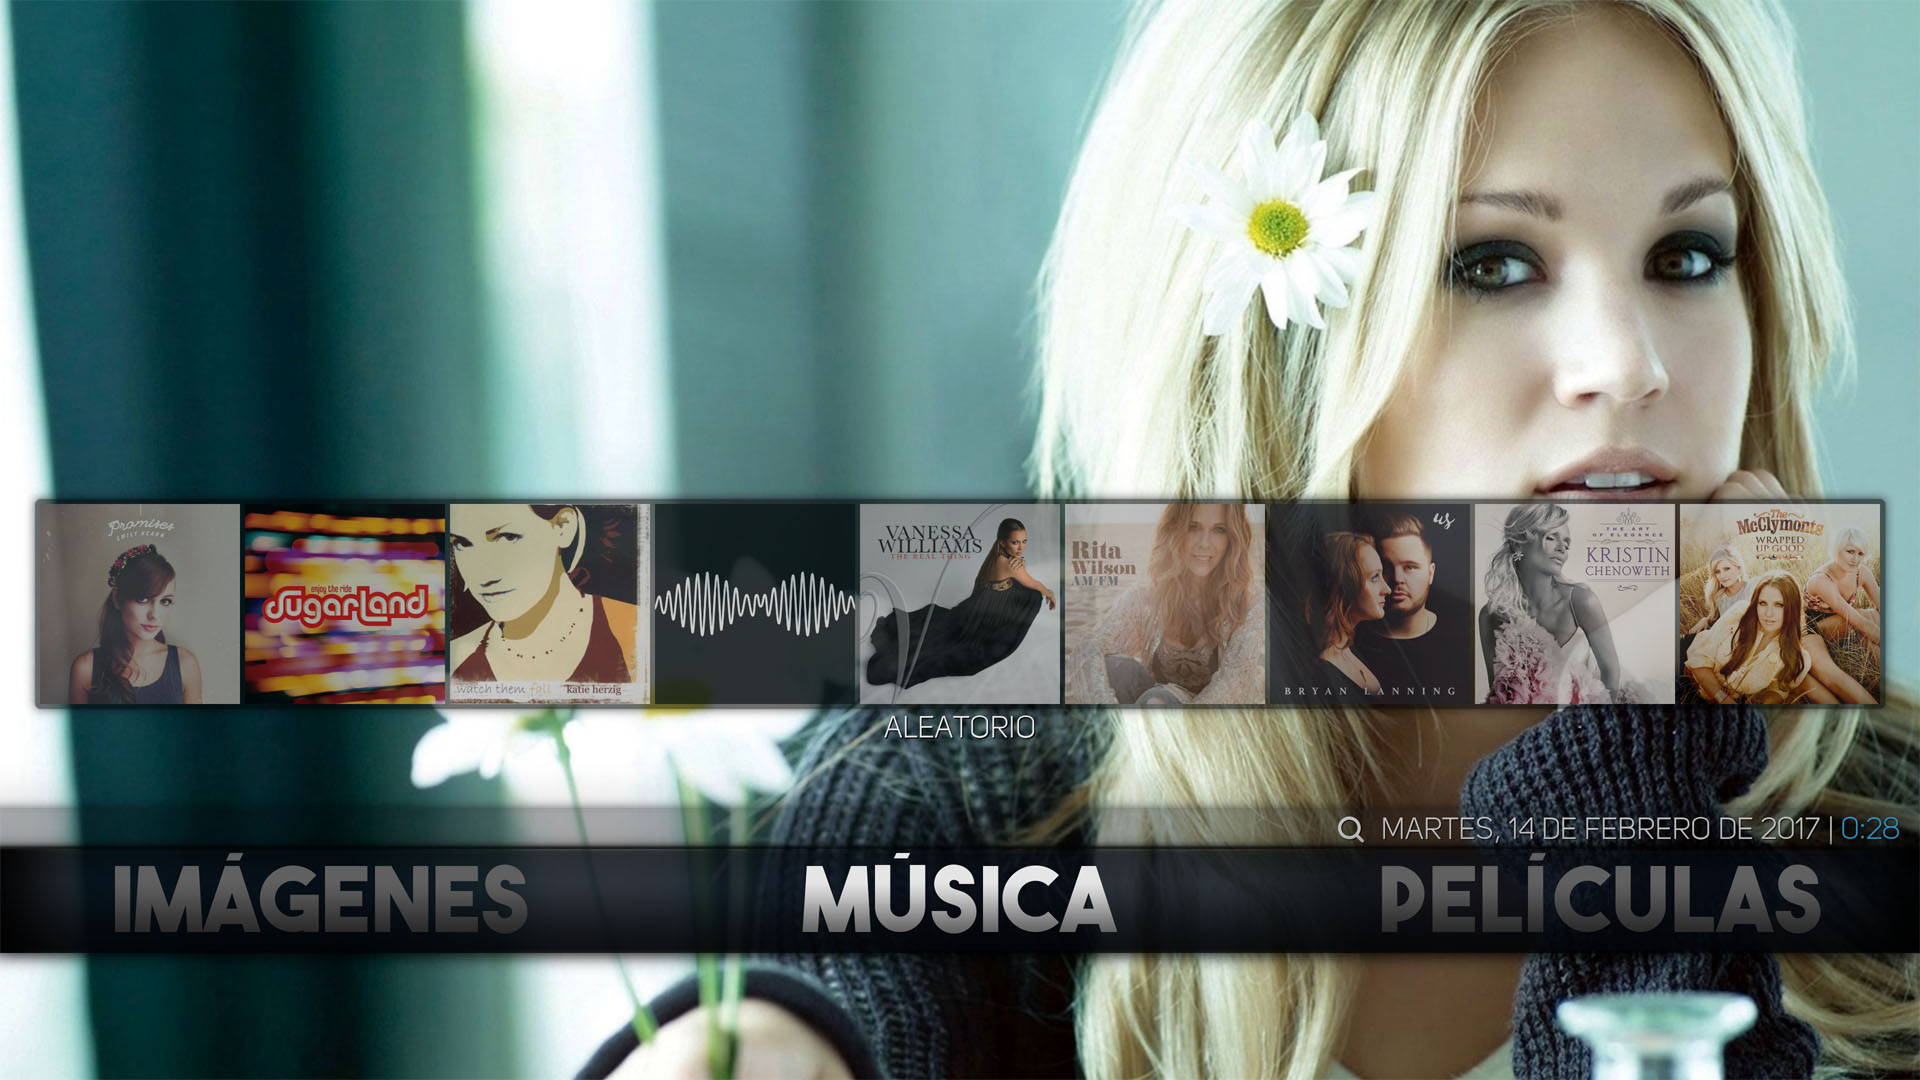 promises
EMILY HEARN
enjoy the ride
sugarland
watch them fall katie herzig
VANESSA
WILLIAMS
THE REAL THING
Rita
Wilson
AM/FM
us
BRYAN LANNING
THE ART
OF ELEGANCE
KRISTIN
CHENOWETH
The
McClymonts
WRAPPED
UP GOOD
ALEATORIO
MARTES, 14 DE FEBRERO DE 2017 | 0:28
IMÁGENES
MÚSICA
PELÍCULAS